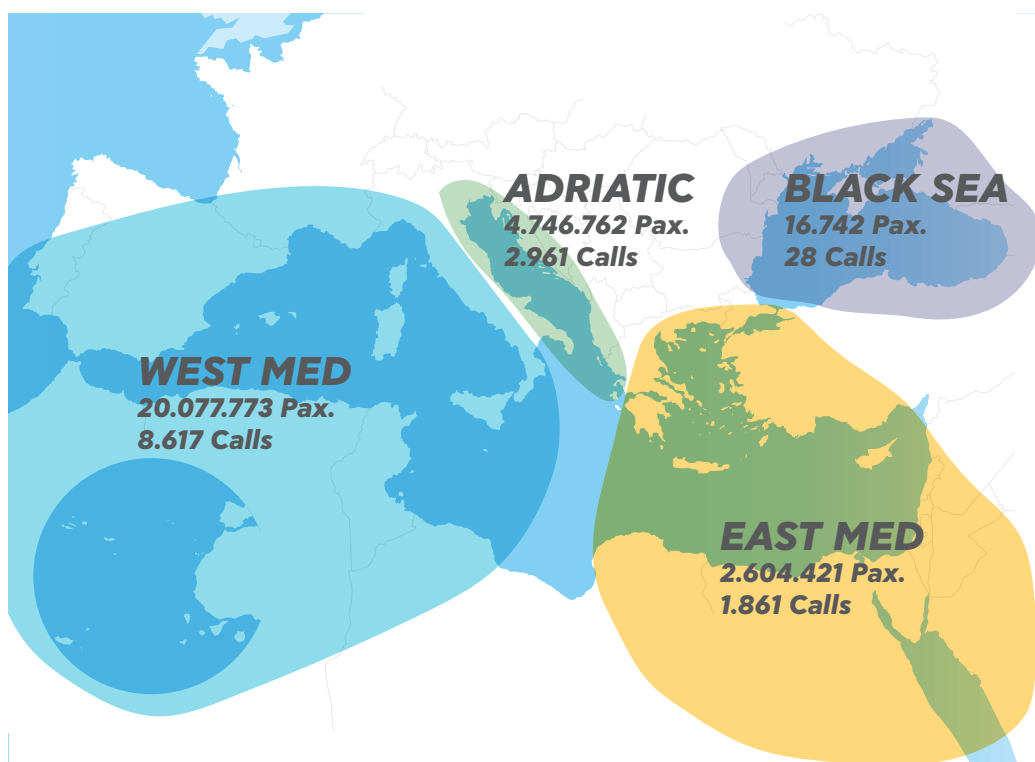 ADRIATIC
4.746.762 Pax.
2.961 Calls
BLACK SEA
16.742 Pax.
28 Calls
WEST MED
20.077.773 Pax.
8.617 Calls
EAST MED
2.604.421 Pax.
1.861 Calls